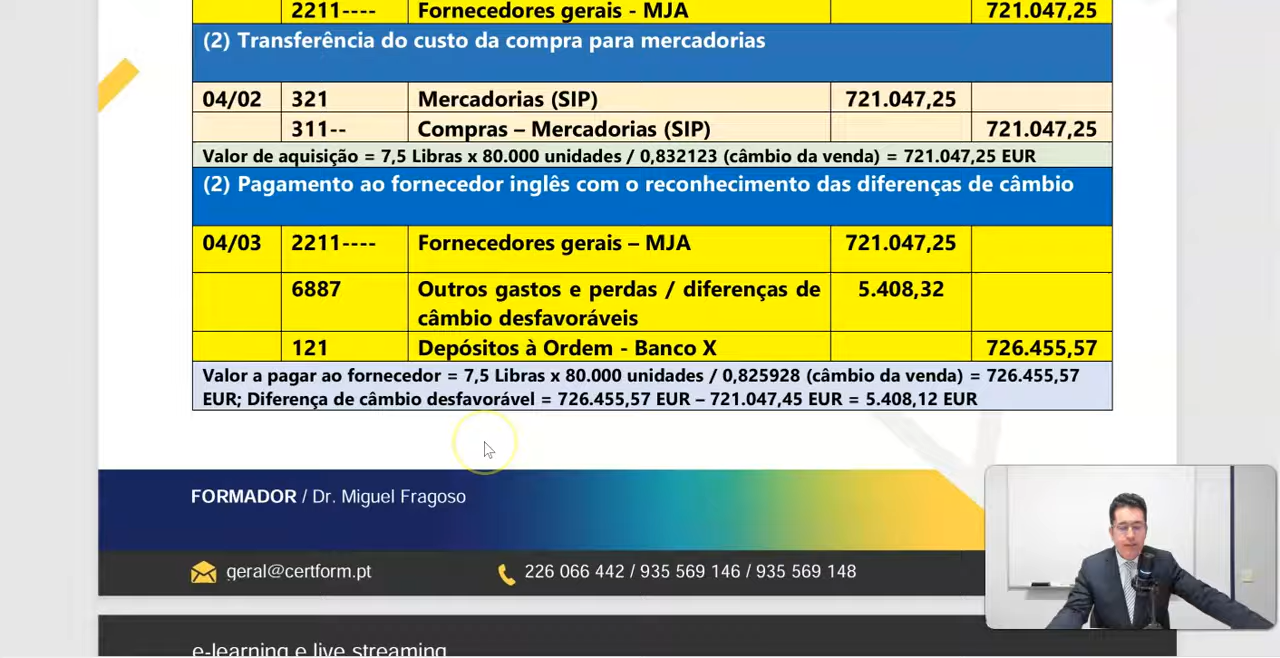 2211---- Fornecedores gerais - MJA 721.047,25
(2) Transferência do custo da compra para mercadorias
04/02 321 Mercadorias (SIP) 721.047,25
311-- Compras – Mercadorias (SIP) 721.047,25
Valor de aquisição = 7,5 Libras x 80.000 unidades / 0,832123 (câmbio da venda) = 721.047,25 EUR
(2) Pagamento ao fornecedor inglês com o reconhecimento das diferenças de câmbio
04/03 2211---- Fornecedores gerais – MJA 721.047,25
6887 Outros gastos e perdas / diferenças de 5.408,32
câmbio desfavoráveis
121 Depósitos à Ordem - Banco X 726.455,57
Valor a pagar ao fornecedor = 7,5 Libras x 80.000 unidades / 0,825928 (câmbio da venda) = 726.455,57
EUR; Diferença de câmbio desfavorável = 726.455,57 EUR – 721.047,45 EUR = 5.408,12 EUR
FORMADOR / Dr. Miguel Fragoso
geral@certform.pt 226 066 442 / 935 569 146 / 935 569 148
e-learning e live streaming